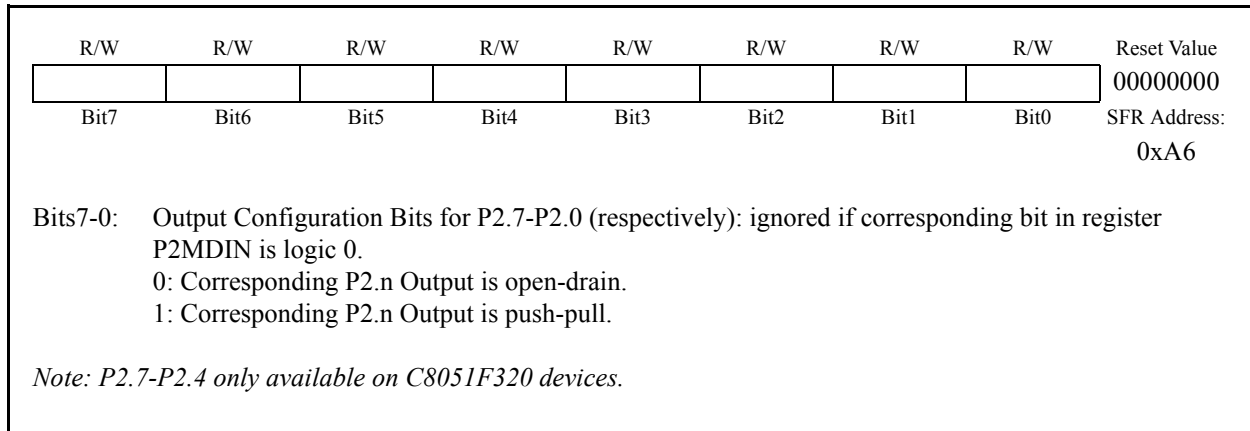 R/W R/W R/W R/W R/W R/W R/W R/W Reset Value
00000000
Bit7 Bit6 Bit5 Bit4 Bit3 Bit2 Bit1 Bit0 SFR Address:
0xA6
Bits7-0: Output Configuration Bits for P2.7-P2.0 (respectively): ignored if corresponding bit in register
P2MDIN is logic 0.
0: Corresponding P2.n Output is open-drain.
1: Corresponding P2.n Output is push-pull.
Note: P2.7-P2.4 only available on C8051F320 devices.